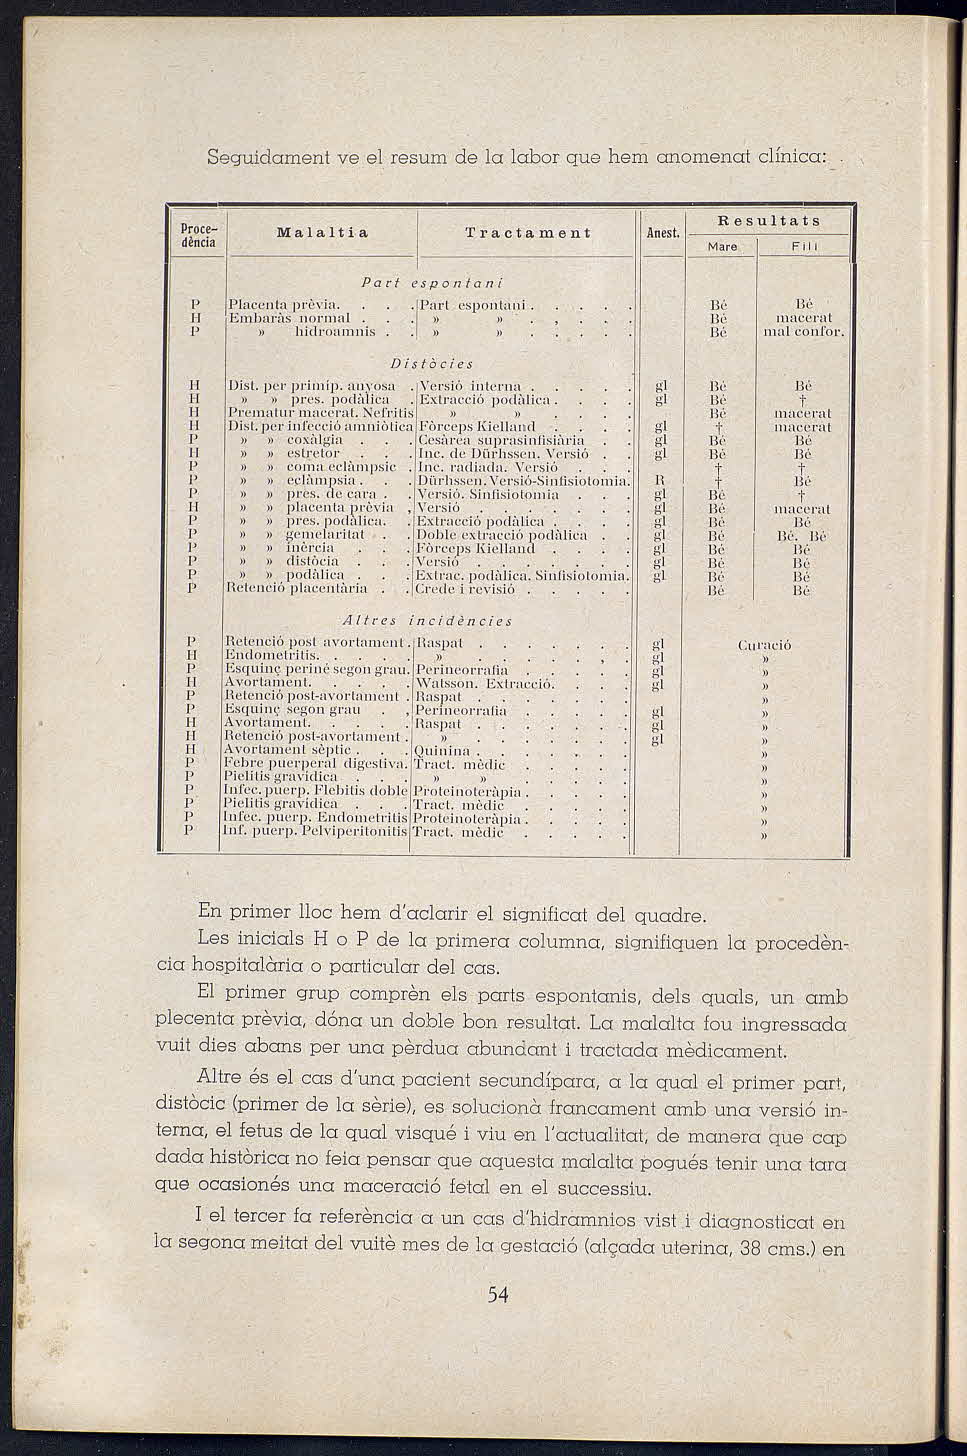 Seguidament ve el resum de la labor que hem anomenat clínica:
Proce-dència Malaltia Tractament Anest. Resultats
Mare Fill
Part espontani
P Placenta prèvia. . . . Part espontani . . . . . Bé Bé
H Embaràs normal . . . » » . , . . . Bé macerat
P » hidroamnis . . » » . . . . . Bé mal confor.
Distòcies
H Dist. per primíp. anyosa . Versió interna . . . . . gl Bé Bé
H » » pres. podàlica . Extracció podàlica . . . . gl Bé †
H Prematur macerat. Nefritis » » . . . . Bé macerat
H Dist. per infecció amniòtica Fòrceps Kielland . . . . gl † macerat
P » » coxàlgia . . . Cesàrea suprasinfisiària . . gl Bé Bé
H » » estretor . . . Inc. de Dürhssen. Versió . . gl Bé Bé
P » » coma eclàmpsic . Inc. radiada. Versió . . . † †
P » » eclàmpsia . . . Dürhssen. Versió-Sinfisiotomia. R † Bé
P » » pres. de cara . . Versió. Sinfisiotomia . . . gl Bé †
H » » placenta prèvia , Versió . . . . . . . gl Bé macerat
P » » pres. podàlica. . Extracció podàlica . . . . gl Bé Bé
P » » gemelaritat . . Doble extracció podàlica . . gl Bé Bé. Bé
P » » inèrcia . . . Fòrceps Kielland . . . . gl Bé Bé
P » » distòcia . . . Versió . . . . . . . gl Bé Bé
P » » podàlica . . . Extrac. podàlica. Sinfisiotomia. gl Bé Bé
P Retenció placentària . . Crede i revisió . . . . . Bé Bé
Altres incidències
P Retenció post avortament . Raspat . . . . . . . gl Curació
H Endometritis. . . . . » . . . . . , . gl »
P Esquinç periné segon grau. Perineorrafia . . . . . gl »
H Avortament. . . . . Watsson. Extracció. . . . gl »
P Retenció post-avortament . Raspat . . . . . . . »
P Esquinç segon grau . , Perineorrafia . . . . . gl »
H Avortament. . . . . Raspat . . . . . . . gl »
H Retenció post-avortament . » . . . . . . . gl »
H Avortament sèptic . . . Quinina . . . . . . . »
P Febre puerperal digestiva. Tract. mèdic . . . . . »
P Pielitis gravídica . . . » » . . . . . »
P Infec. puerp. Flebitis doble Proteinoteràpia . . . . . »
P Pielitis gravídica . . . Tract. mèdic . . . . . »
P Infec. puerp. Endometritis Proteinoteràpia . . . . . »
P Inf. puerp. Pelviperitonitis Tract. mèdic . . . . . »
En primer lloc hem d'aclarir el significat del quadre.
Les inicials H o P de la primera columna, signifiquen la procedèn-
cia hospitalària o particular del cas.
El primer grup comprèn els parts espontanis, dels quals, un amb
plecenta prèvia, dóna un doble bon resultat. La malalta fou ingressada
vuit dies abans per una pèrdua abundant i tractada mèdicament.
Altre és el cas d'una pacient secundípara, a la qual el primer part,
distòcic (primer de la sèrie), es solucionà francament amb una versió in-
terna, el fetus de la qual visqué i viu en l'actualitat, de manera que cap
dada històrica no feia pensar que aquesta malalta pogués tenir una tara
que ocasionés una maceració fetal en el successiu.
I el tercer fa referència a un cas d'hidramnios vist i diagnosticat en
la segona meitat del vuitè mes de la gestació (alçada uterina, 38 cms.) en
54